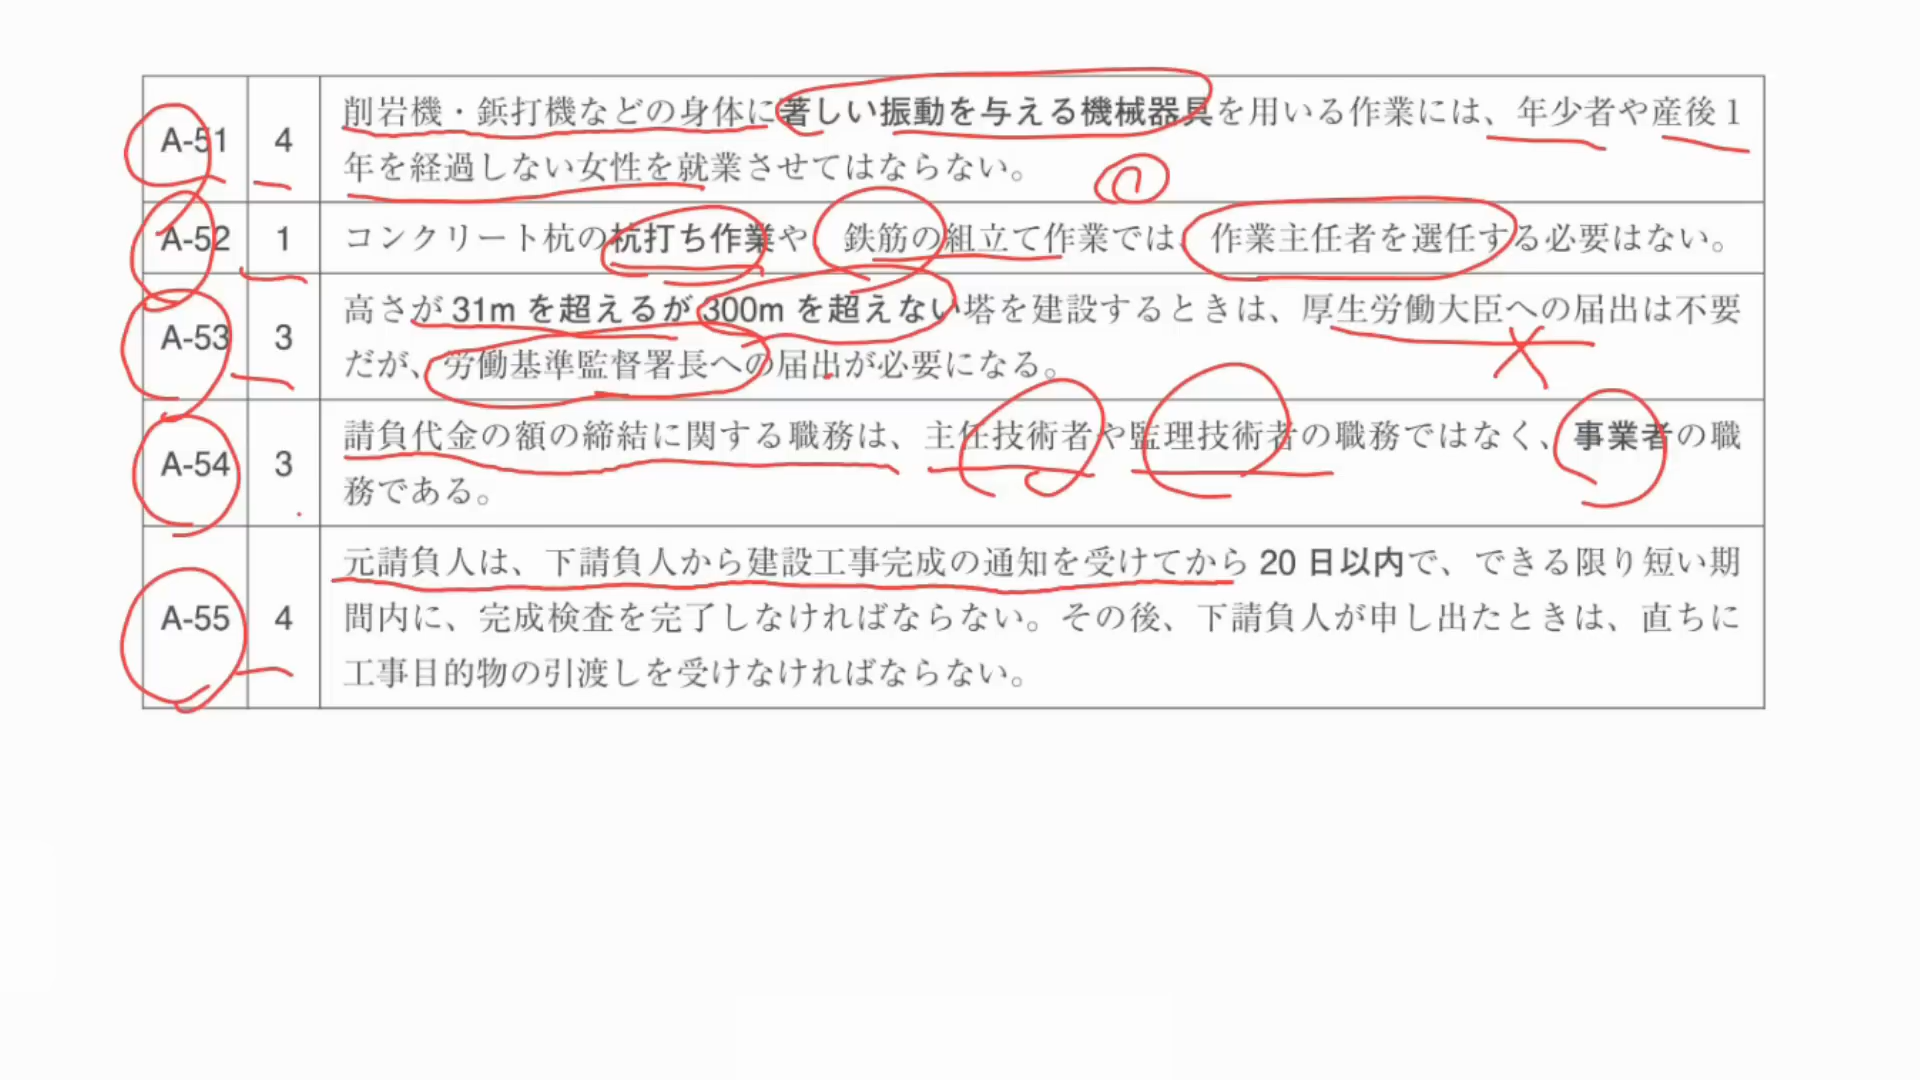 A-51 4 削岩機・鋲打機などの身体に著しい振動を与える機械器具を用いる作業には、年少者や産後1
年を経過しない女性を就業させてはならない。
A-52 1 コンクリート杭の杭打ち作業や、鉄筋の組立て作業では、作業主任者を選任する必要はない。
A-53 3 高さが 31m を超えるが 300m を超えない塔を建設するときは、厚生労働大臣への届出は不要
だが、労働基準監督署長への届出が必要になる。
A-54 3 請負代金の額の締結に関する職務は、主任技術者や監理技術者の職務ではなく、事業者の職
務である。
A-55 4 元請負人は、下請負人から建設工事完成の通知を受けてから 20 日以内で、できる限り短い期
間内に、完成検査を完了しなければならない。その後、下請負人が申し出たときは、直ちに
工事目的物の引渡しを受けなければならない。